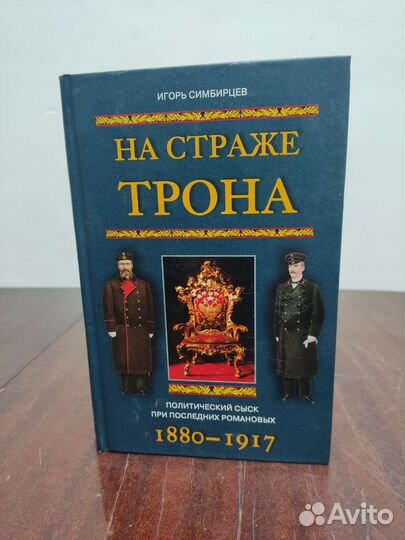 ИГОРЬ СИМБИРЦЕВ
НА СТРАЖЕ
ТРОНА
ПОЛИТИЧЕСКИЙ СЫСК
ПРИ ПОСЛЕДНИХ РОМАНОВЫХ
1880–1917
Avito